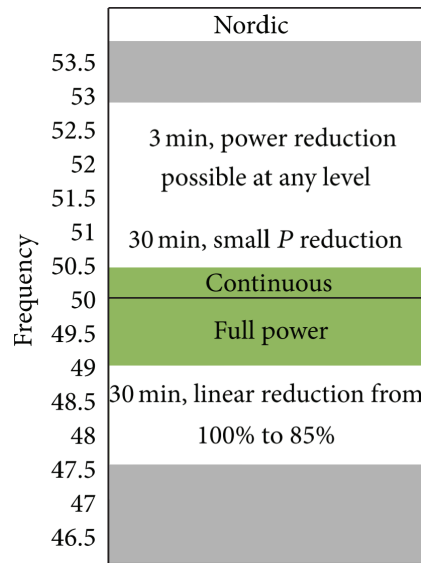 Nordic
53.5
53
52.5
3 min, power reduction
52
possible at any level
51.5
51
30 min, small P reduction
50.5
Continuous
50
Frequency
49.5
Full power
49
48.5
30 min, linear reduction from
48
100% to 85%
47.5
47
46.5